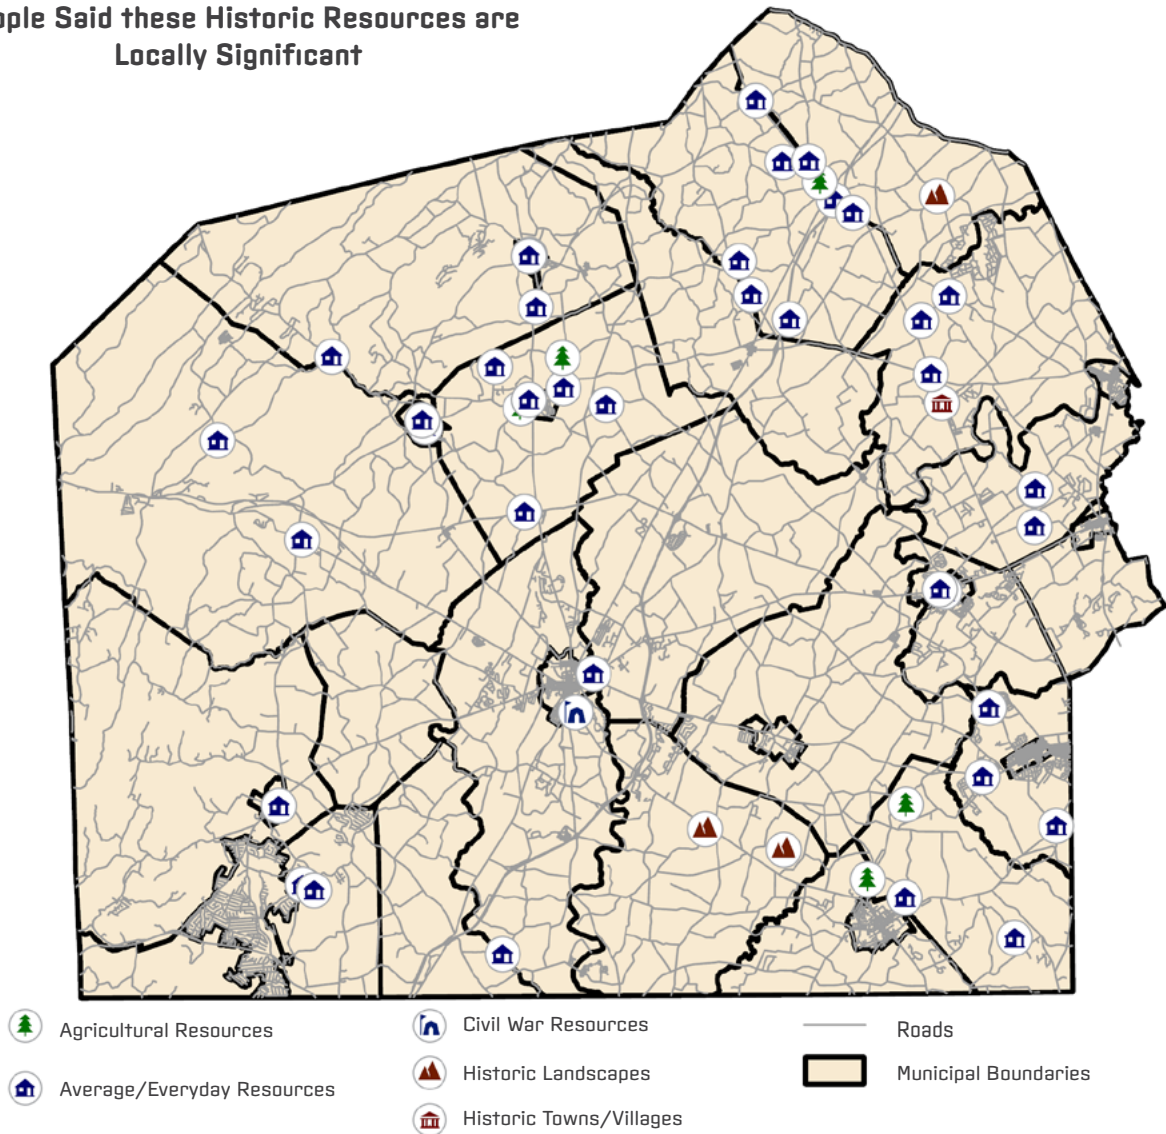 ople Said these Historic Resources are
Locally Significant
Agricultural Resources
Average/Everyday Resources
Civil War Resources
Historic Landscapes
Historic Towns/Villages
Roads
Municipal Boundaries